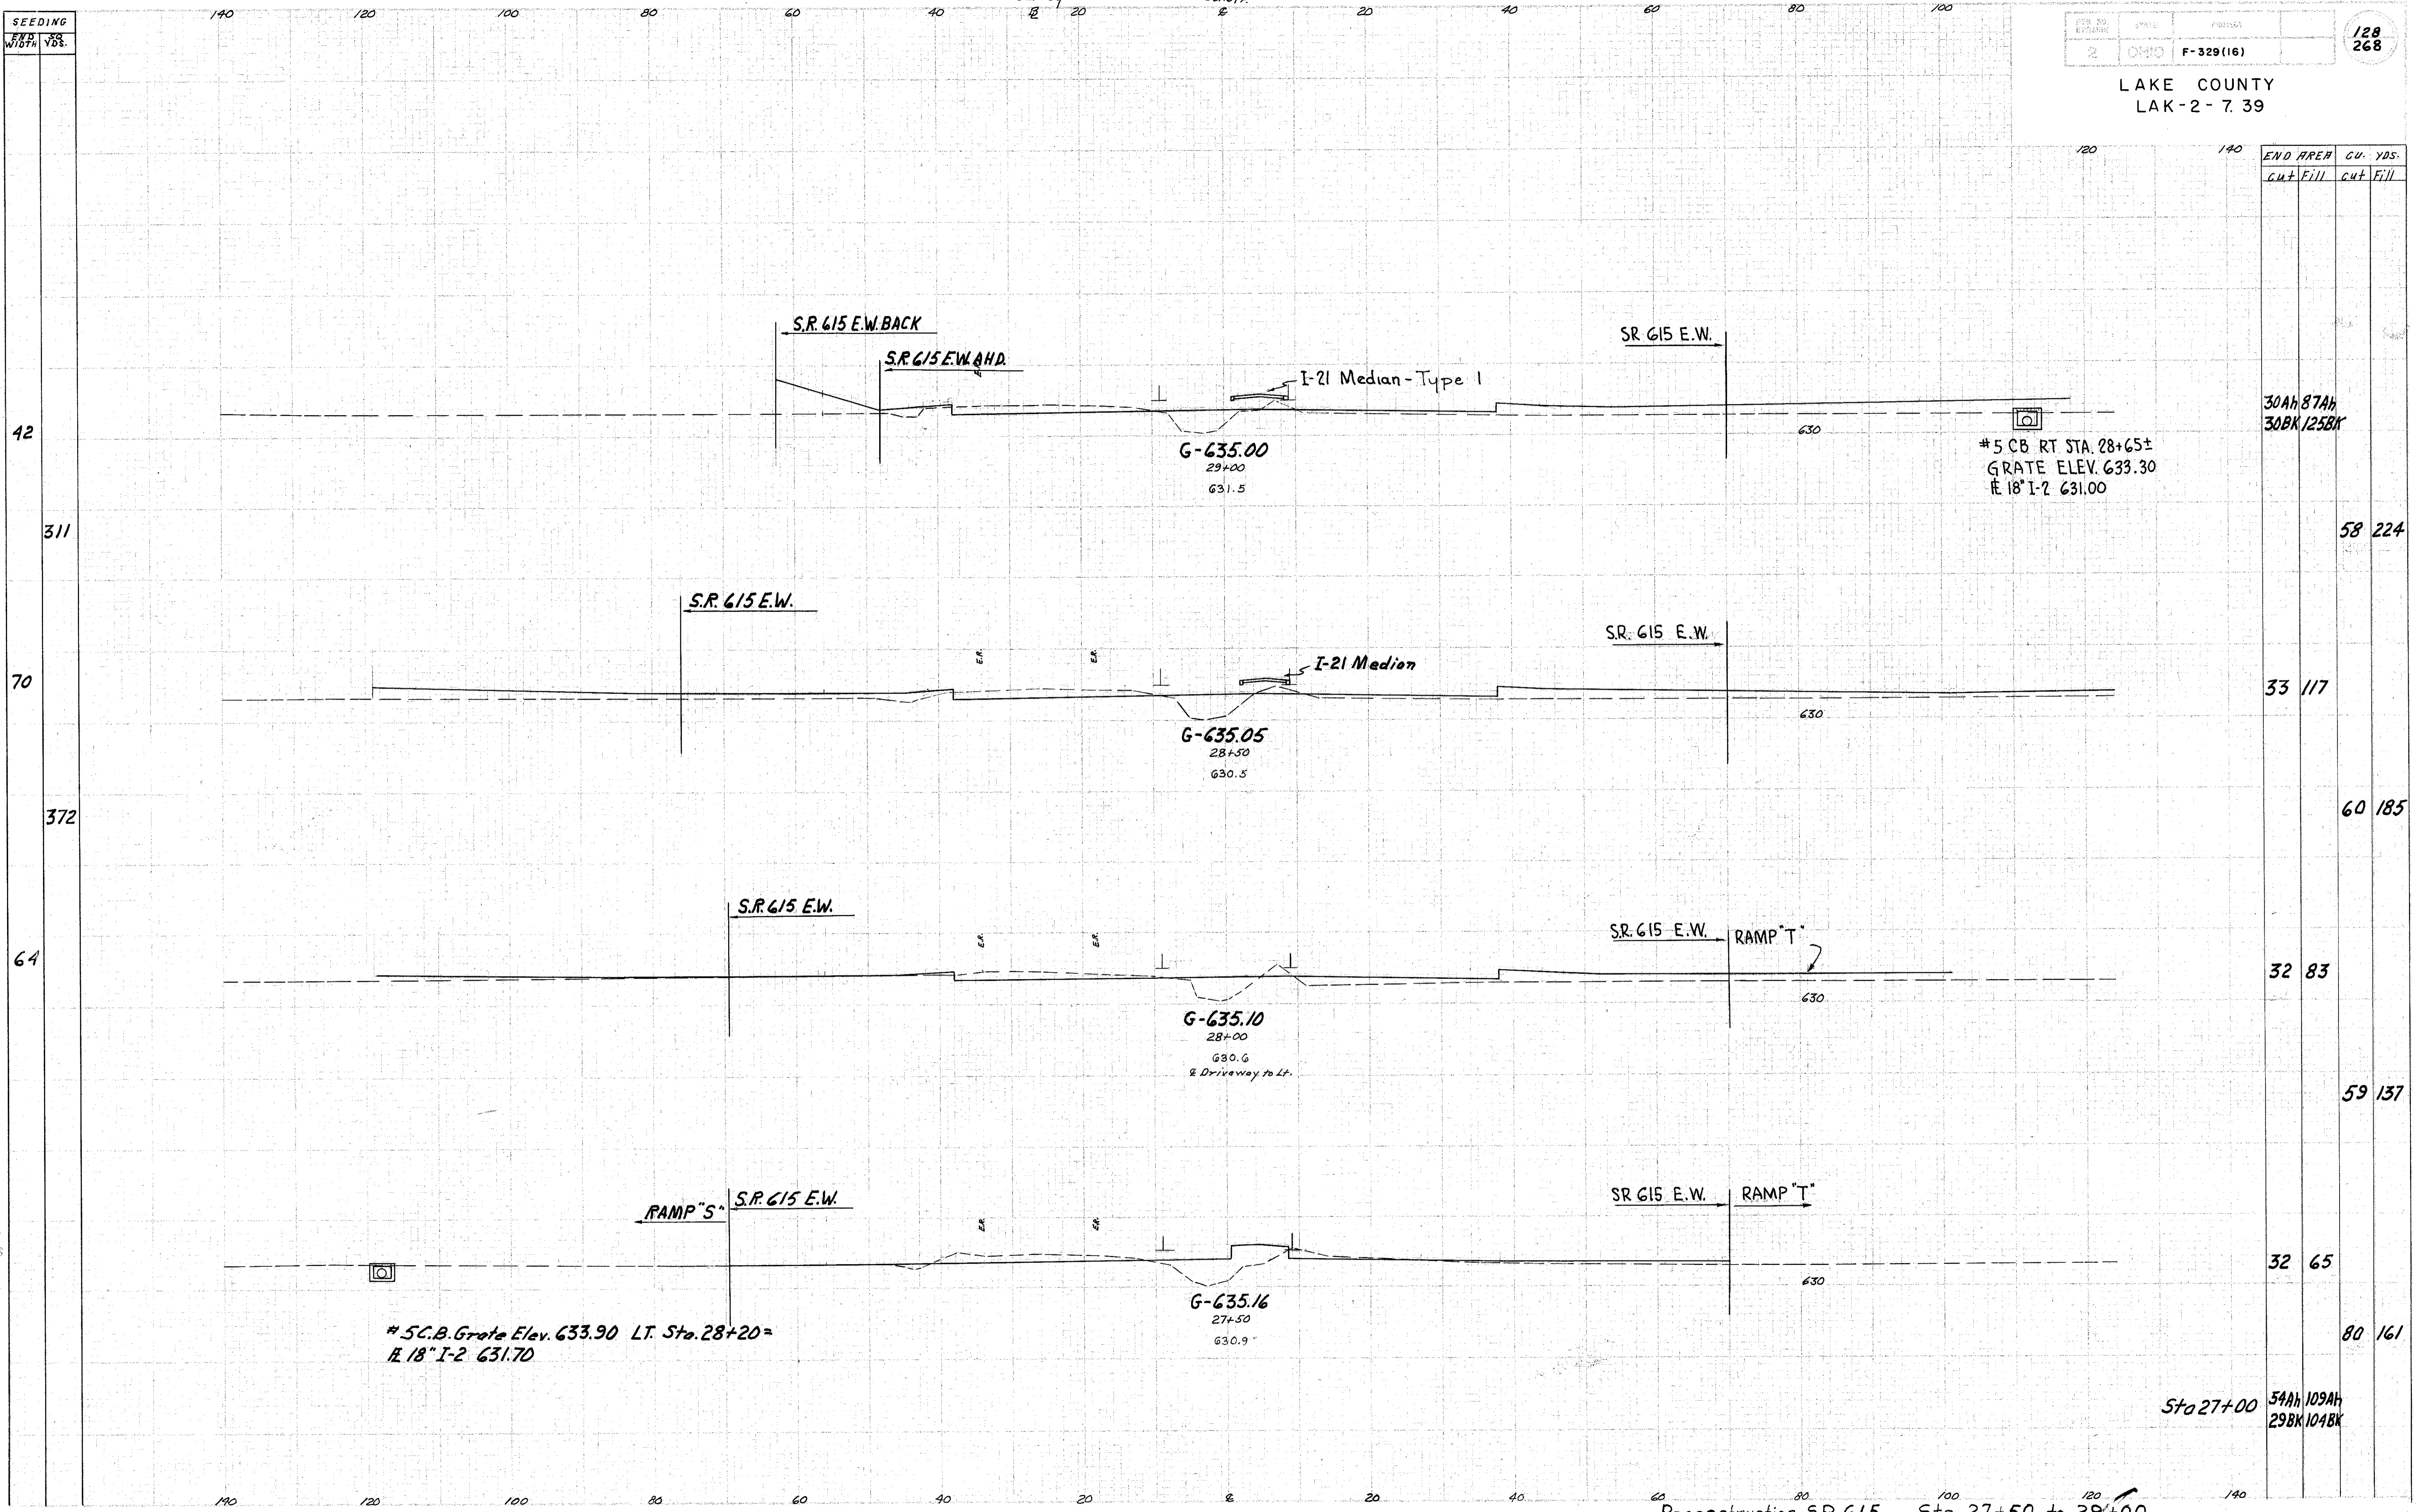 140 120 100 80 60 40 B 20 ℄ 20 40 60 80 100
SEEDING
END WIDTH SQ YDS.
STATE
2 OHIO F-329(16)
128
268
LAKE COUNTY
LAK-2-7.39
120 140
END AREA CU. YDS.
Cut Fill Cut Fill
S.R. 615 E.W. BACK
SR 615 E.W.
S.R. 615 E.W. AHD.
I-21 Median-Type 1
30Ah 87Ah
30BK 125BK
42
630
G-635.00
29+00
631.5
#5 CB RT STA. 28+65±
GRATE ELEV. 633.30
℄ 18" I-2 631.00
311
58 224
S.R. 615 E.W.
S.R. 615 E.W.
E.R. E.R.
I-21 Median
70
33 117
630
G-635.05
28+50
630.5
372
60 185
S.R. 615 E.W.
S.R. 615 E.W. RAMP "T"
E.R. E.R.
64
32 83
630
G-635.10
28+00
630.6
℄ Driveway to Lt.
59 137
RAMP "S" S.R. 615 E.W.
SR 615 E.W. RAMP "T"
E.R. E.R.
32 65
630
G-635.16
27+50
630.9
#5 C.B. Grate Elev. 633.90 LT. Sta. 28+20=
℄ 18" I-2 631.70
80 161
Sta 27+00 54Ah 109Ah
29BK 104BK
140 120 100 80 60 40 20 ℄ 20 40 60 80 100 120 140
S.R. 615 Sta. 27+50 to 29+00